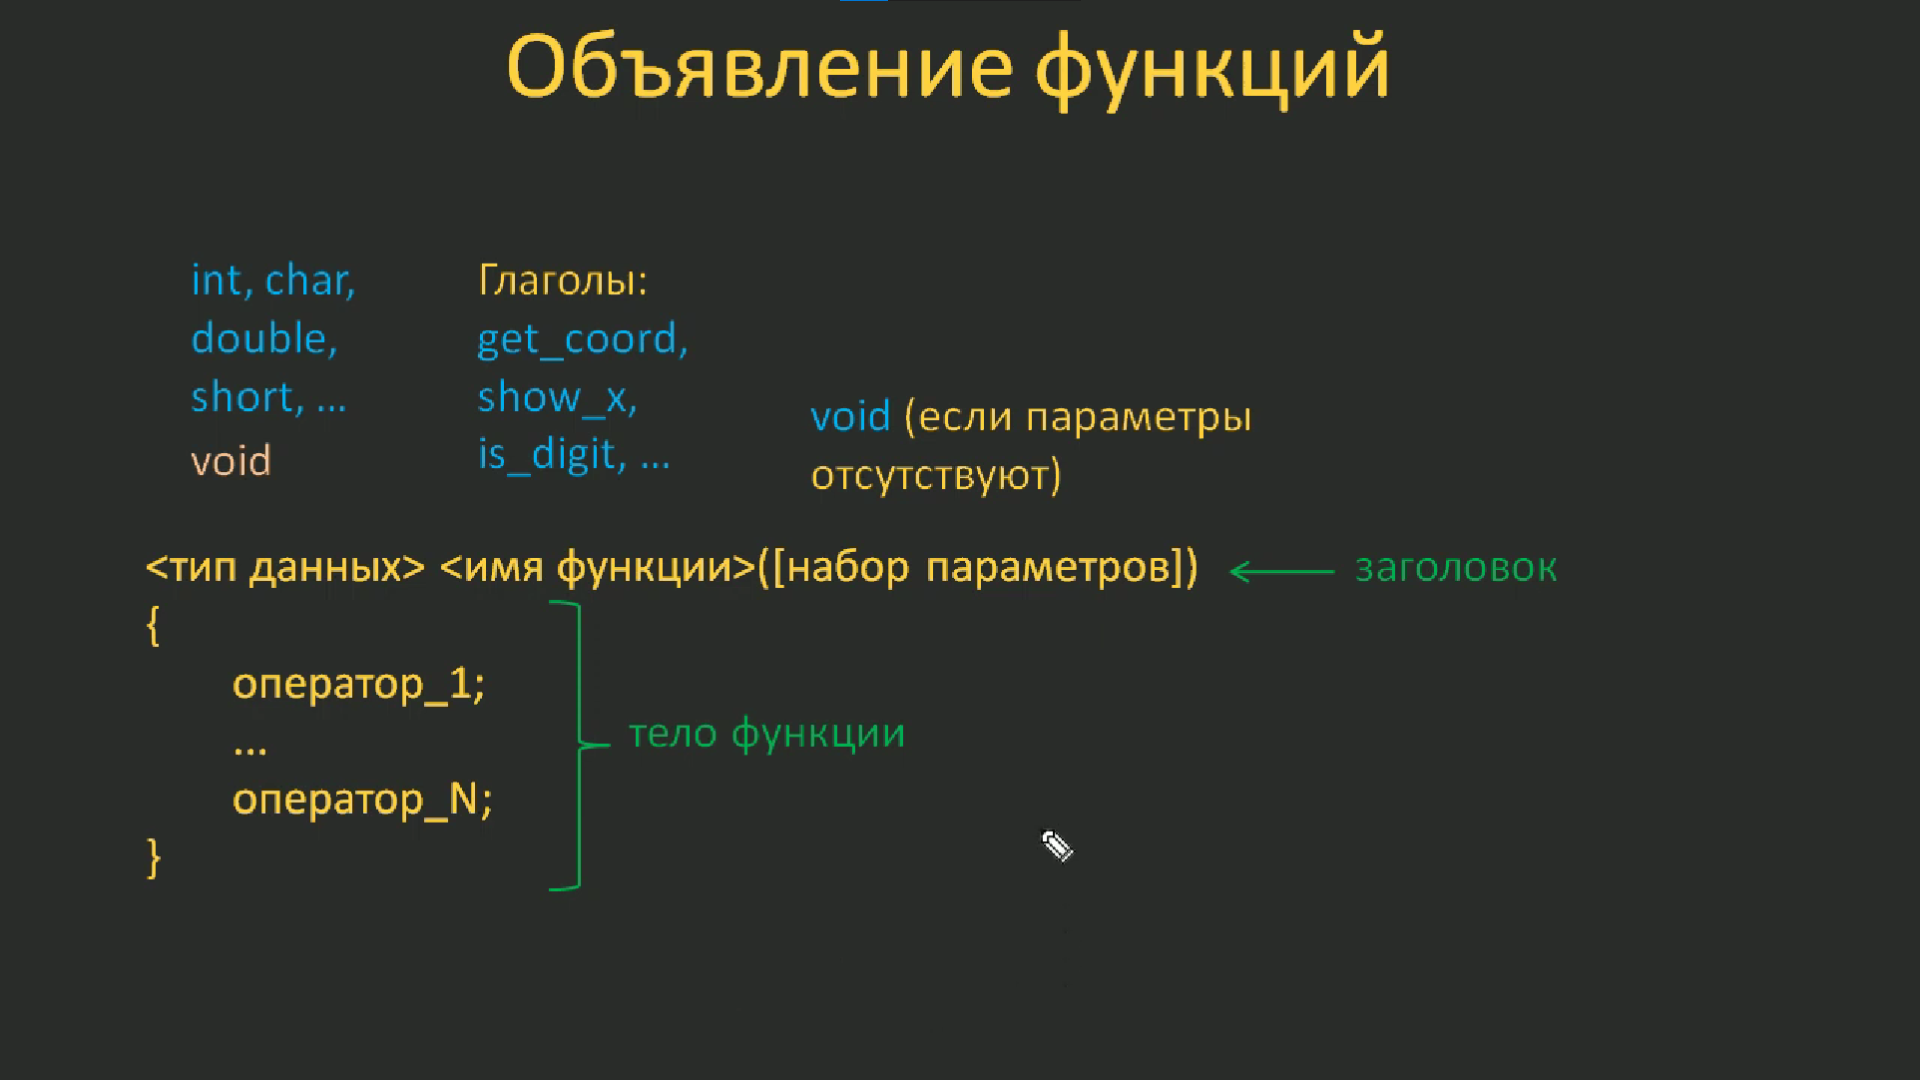 Объявление функций
int, char,
double,
short, ...
void
Глаголы:
get_coord,
show_x,
is_digit, ...
void (если параметры
отсутствуют)
<тип данных> <имя функции>([набор параметров])
заголовок
{
оператор_1;
...
оператор_N;
}
тело функции